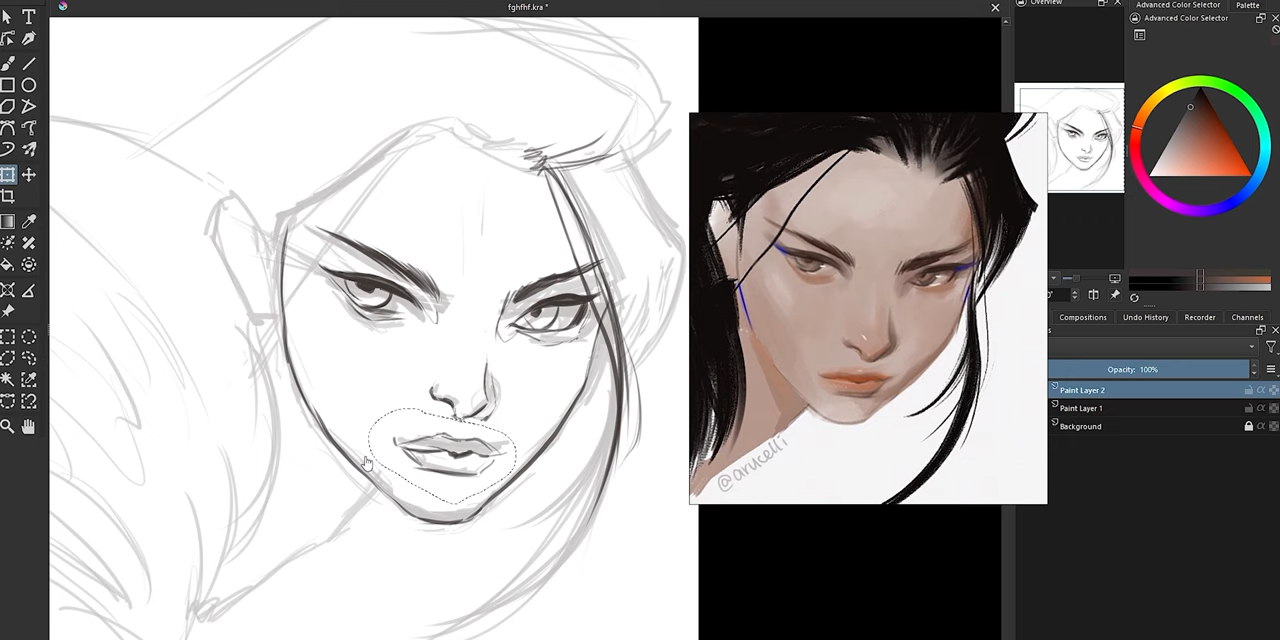 fghfhf.kra *
Overview
Advanced Color Selector
Palette
Advanced Color Selector
@arucelli
Compositions
Undo History
Recorder
Channels
Opacity: 100%
Paint Layer 2
Paint Layer 1
Background